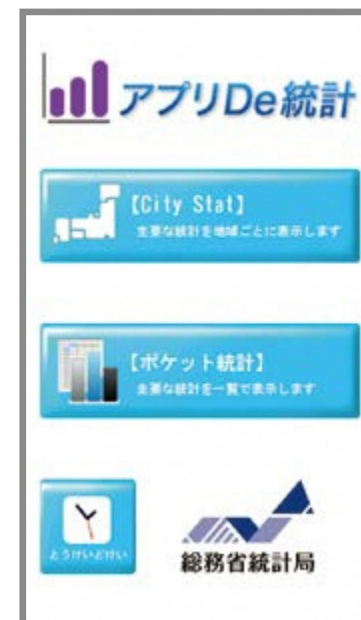 アプリDe統計
【City Stat】
主要な統計を地域ごとに表示します
【ポケット統計】
主要な統計を一覧で表示します
とうけいどけい
総務省統計局